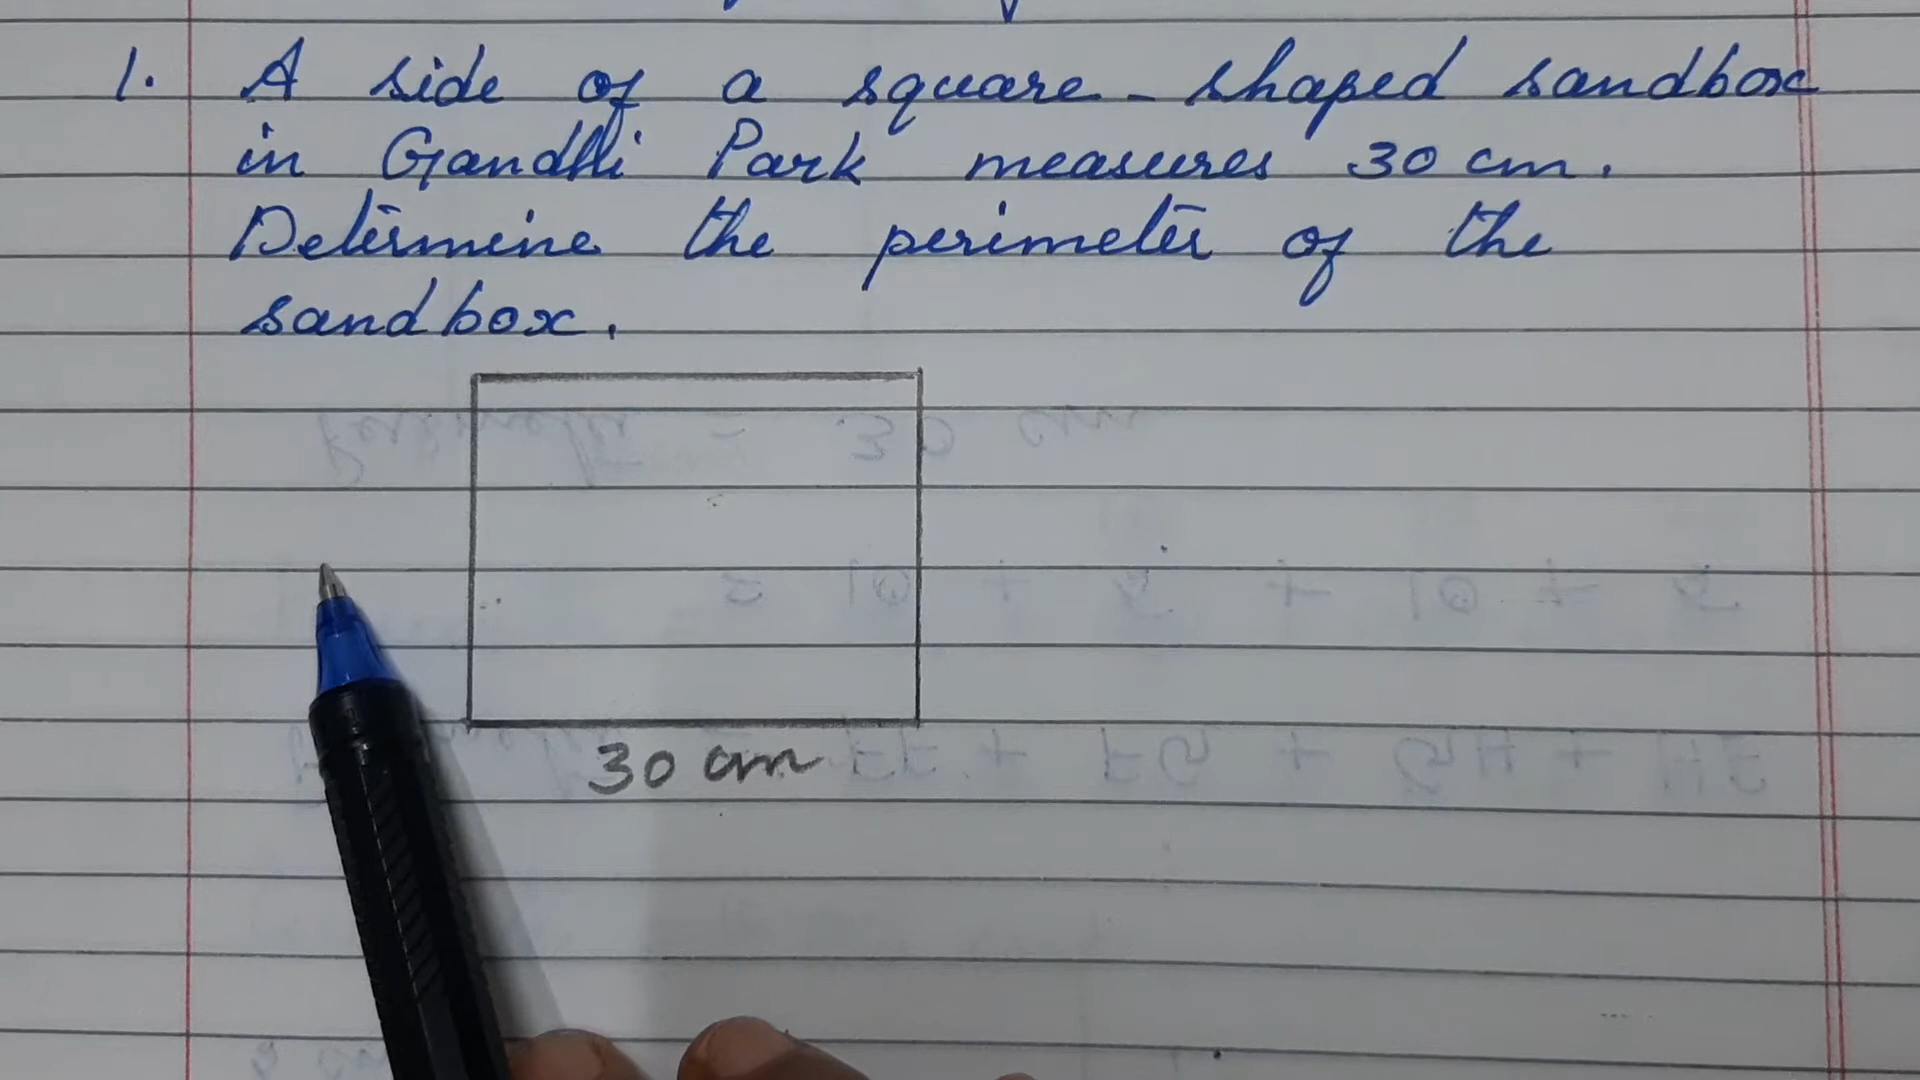 1. A side of a square-shaped sandbox
in Gandhi Park measures 30 cm.
Determine the perimeter of the
sandbox.
30 cm